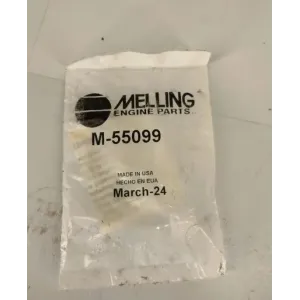 MELLING
ENGINE PARTS
M-55099
MADE IN USA
HECHO EN EUA
March-24